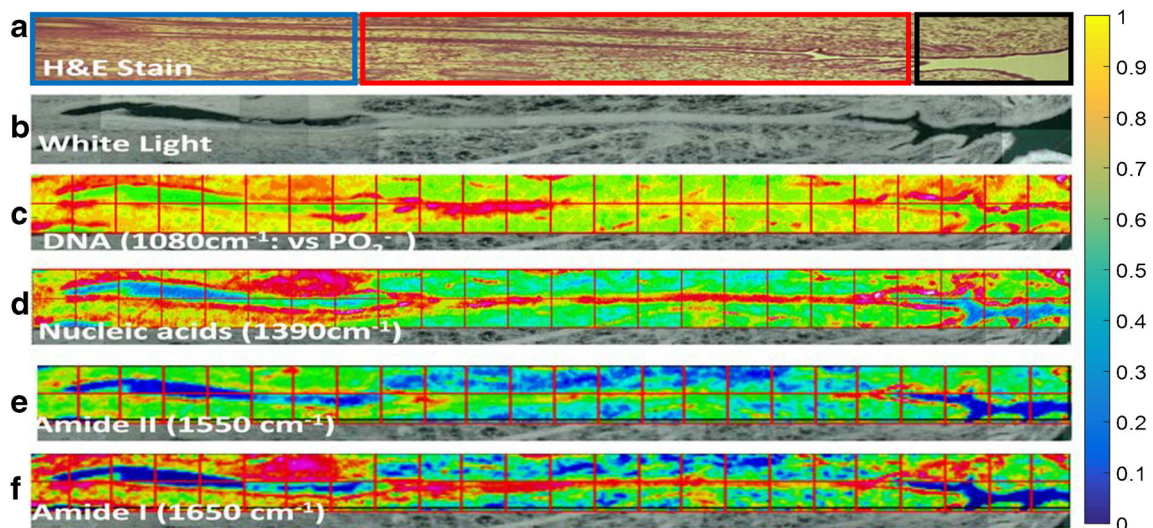 a
H&E Stain
b
White Light
c
DNA (1080cm⁻¹: vs PO₂⁻ )
d
Nucleic acids (1390cm⁻¹)
e
Amide II (1550 cm⁻¹)
f
Amide I (1650 cm⁻¹)
1
0.9
0.8
0.7
0.6
0.5
0.4
0.3
0.2
0.1
0